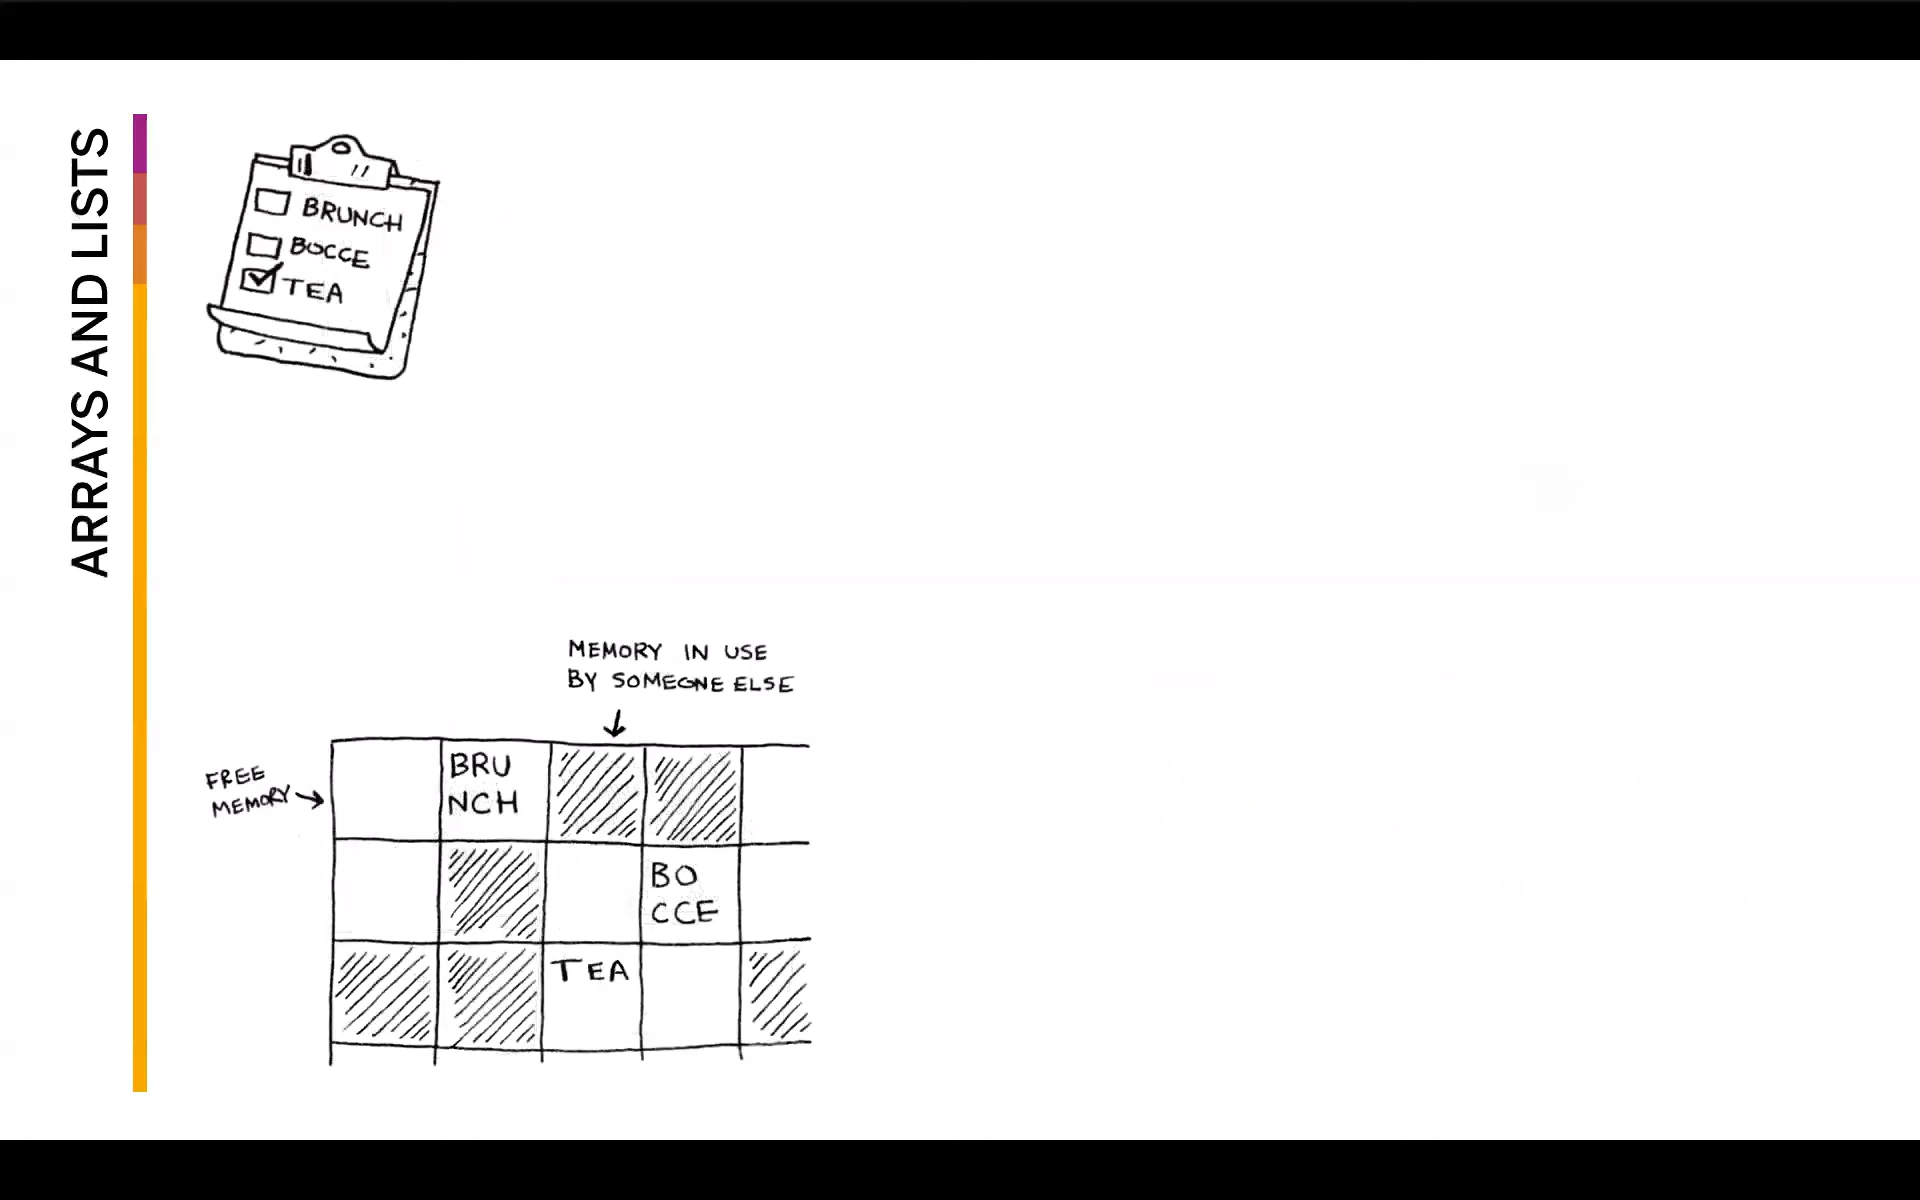 ARRAYS AND LISTS
BRUNCH
BOCCE
TEA
MEMORY IN USE
BY SOMEONE ELSE
FREE
MEMORY
BRU
NCH
BO
CCE
TEA